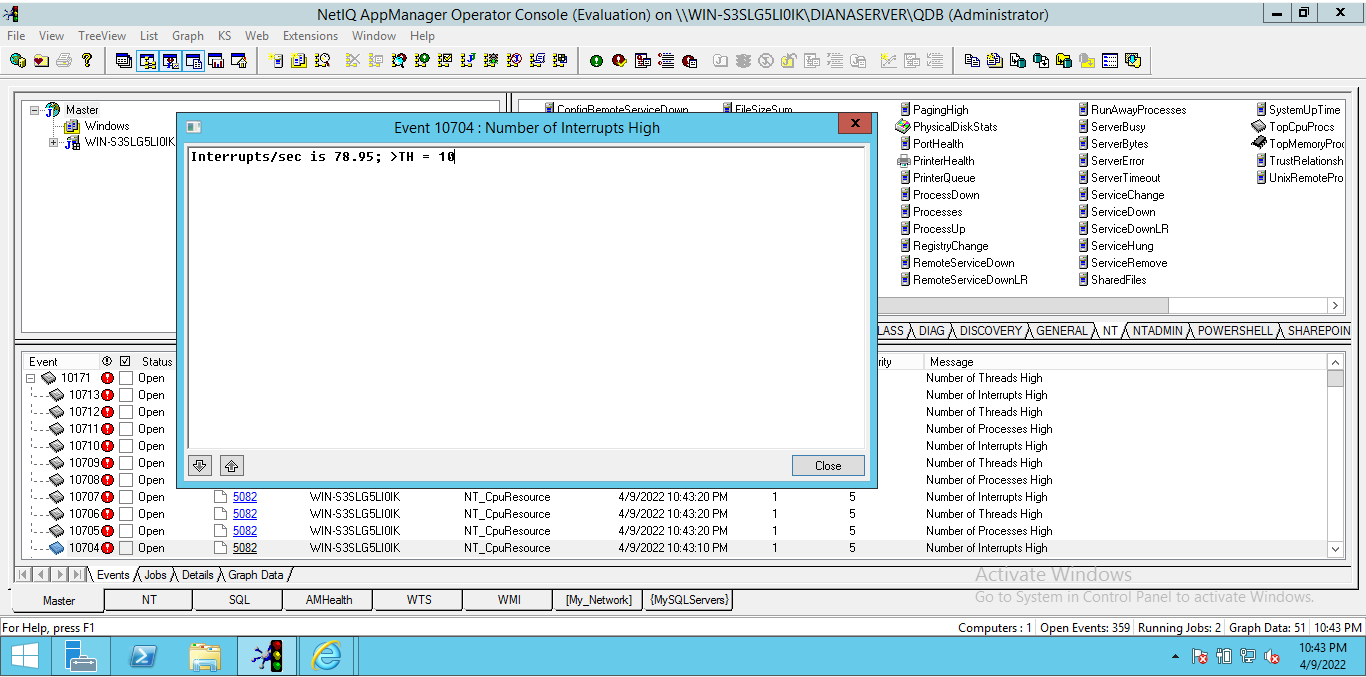 NetIQ AppManager Operator Console (Evaluation) on \\WIN-S3SLG5LI0IK\DIANASERVER\QDB (Administrator)
File View TreeView List Graph KS Web Extensions Window Help
Master
Windows
WIN-S3SLG5LI0IK
ConfigRemoteServiceDown FileSizeSum PagingHigh RunAwayProcesses SystemUpTime
PhysicalDiskStats ServerBusy TopCpuProcs
PortHealth ServerBytes TopMemoryProc
PrinterHealth ServerError TrustRelationsh
PrinterQueue ServerTimeout UnixRemotePro
ProcessDown ServiceChange
Processes ServiceDown
ProcessUp ServiceDownLR
RegistryChange ServiceHung
RemoteServiceDown ServiceRemove
RemoteServiceDownLR SharedFiles
Event 10704 : Number of Interrupts High
Interrupts/sec is 78.95; >TH = 10
Close
LASS DIAG DISCOVERY GENERAL NT NTADMIN POWERSHELL SHAREPOIN
Event Status rity Message
10171 Open Number of Threads High
10713 Open Number of Interrupts High
10712 Open Number of Threads High
10711 Open Number of Processes High
10710 Open Number of Interrupts High
10709 Open Number of Threads High
10708 Open Number of Processes High
10707 Open 5082 WIN-S3SLG5LI0IK NT_CpuResource 4/9/2022 10:43:20 PM 1 5 Number of Interrupts High
10706 Open 5082 WIN-S3SLG5LI0IK NT_CpuResource 4/9/2022 10:43:20 PM 1 5 Number of Threads High
10705 Open 5082 WIN-S3SLG5LI0IK NT_CpuResource 4/9/2022 10:43:20 PM 1 5 Number of Processes High
10704 Open 5082 WIN-S3SLG5LI0IK NT_CpuResource 4/9/2022 10:43:10 PM 1 5 Number of Interrupts High
Events Jobs Details Graph Data
Activate Windows
Go to System in Control Panel to activate Windows.
Master NT SQL AMHealth WTS WMI [My_Network] {MySQLServers}
For Help, press F1 Computers : 1 Open Events: 359 Running Jobs: 2 Graph Data: 51 10:43 PM
10:43 PM
4/9/2022